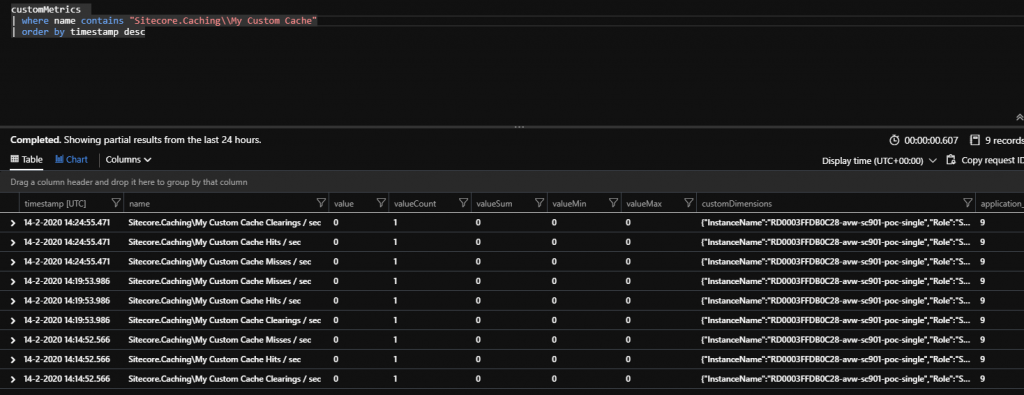 customMetrics
| where name contains "Sitecore.Caching\\My Custom Cache"
| order by timestamp desc
Completed. Showing partial results from the last 24 hours. 00:00:00.607 9 records
Table Chart Columns Display time (UTC+00:00) Copy request ID
Drag a column header and drop it here to group by that column
timestamp [UTC] name value valueCount valueSum valueMin valueMax customDimensions application_
14-2-2020 14:24:55.471 Sitecore.Caching\My Custom Cache Clearings / sec 0 1 0 0 0 {"InstanceName":"RD0003FFDB0C28-avw-sc901-poc-single","Role":"S... 9
14-2-2020 14:24:55.471 Sitecore.Caching\My Custom Cache Hits / sec 0 1 0 0 0 {"InstanceName":"RD0003FFDB0C28-avw-sc901-poc-single","Role":"S... 9
14-2-2020 14:24:55.471 Sitecore.Caching\My Custom Cache Misses / sec 0 1 0 0 0 {"InstanceName":"RD0003FFDB0C28-avw-sc901-poc-single","Role":"S... 9
14-2-2020 14:19:53.986 Sitecore.Caching\My Custom Cache Misses / sec 0 1 0 0 0 {"InstanceName":"RD0003FFDB0C28-avw-sc901-poc-single","Role":"S... 9
14-2-2020 14:19:53.986 Sitecore.Caching\My Custom Cache Hits / sec 0 1 0 0 0 {"InstanceName":"RD0003FFDB0C28-avw-sc901-poc-single","Role":"S... 9
14-2-2020 14:19:53.986 Sitecore.Caching\My Custom Cache Clearings / sec 0 1 0 0 0 {"InstanceName":"RD0003FFDB0C28-avw-sc901-poc-single","Role":"S... 9
14-2-2020 14:14:52.566 Sitecore.Caching\My Custom Cache Misses / sec 0 1 0 0 0 {"InstanceName":"RD0003FFDB0C28-avw-sc901-poc-single","Role":"S... 9
14-2-2020 14:14:52.566 Sitecore.Caching\My Custom Cache Hits / sec 0 1 0 0 0 {"InstanceName":"RD0003FFDB0C28-avw-sc901-poc-single","Role":"S... 9
14-2-2020 14:14:52.566 Sitecore.Caching\My Custom Cache Clearings / sec 0 1 0 0 0 {"InstanceName":"RD0003FFDB0C28-avw-sc901-poc-single","Role":"S... 9